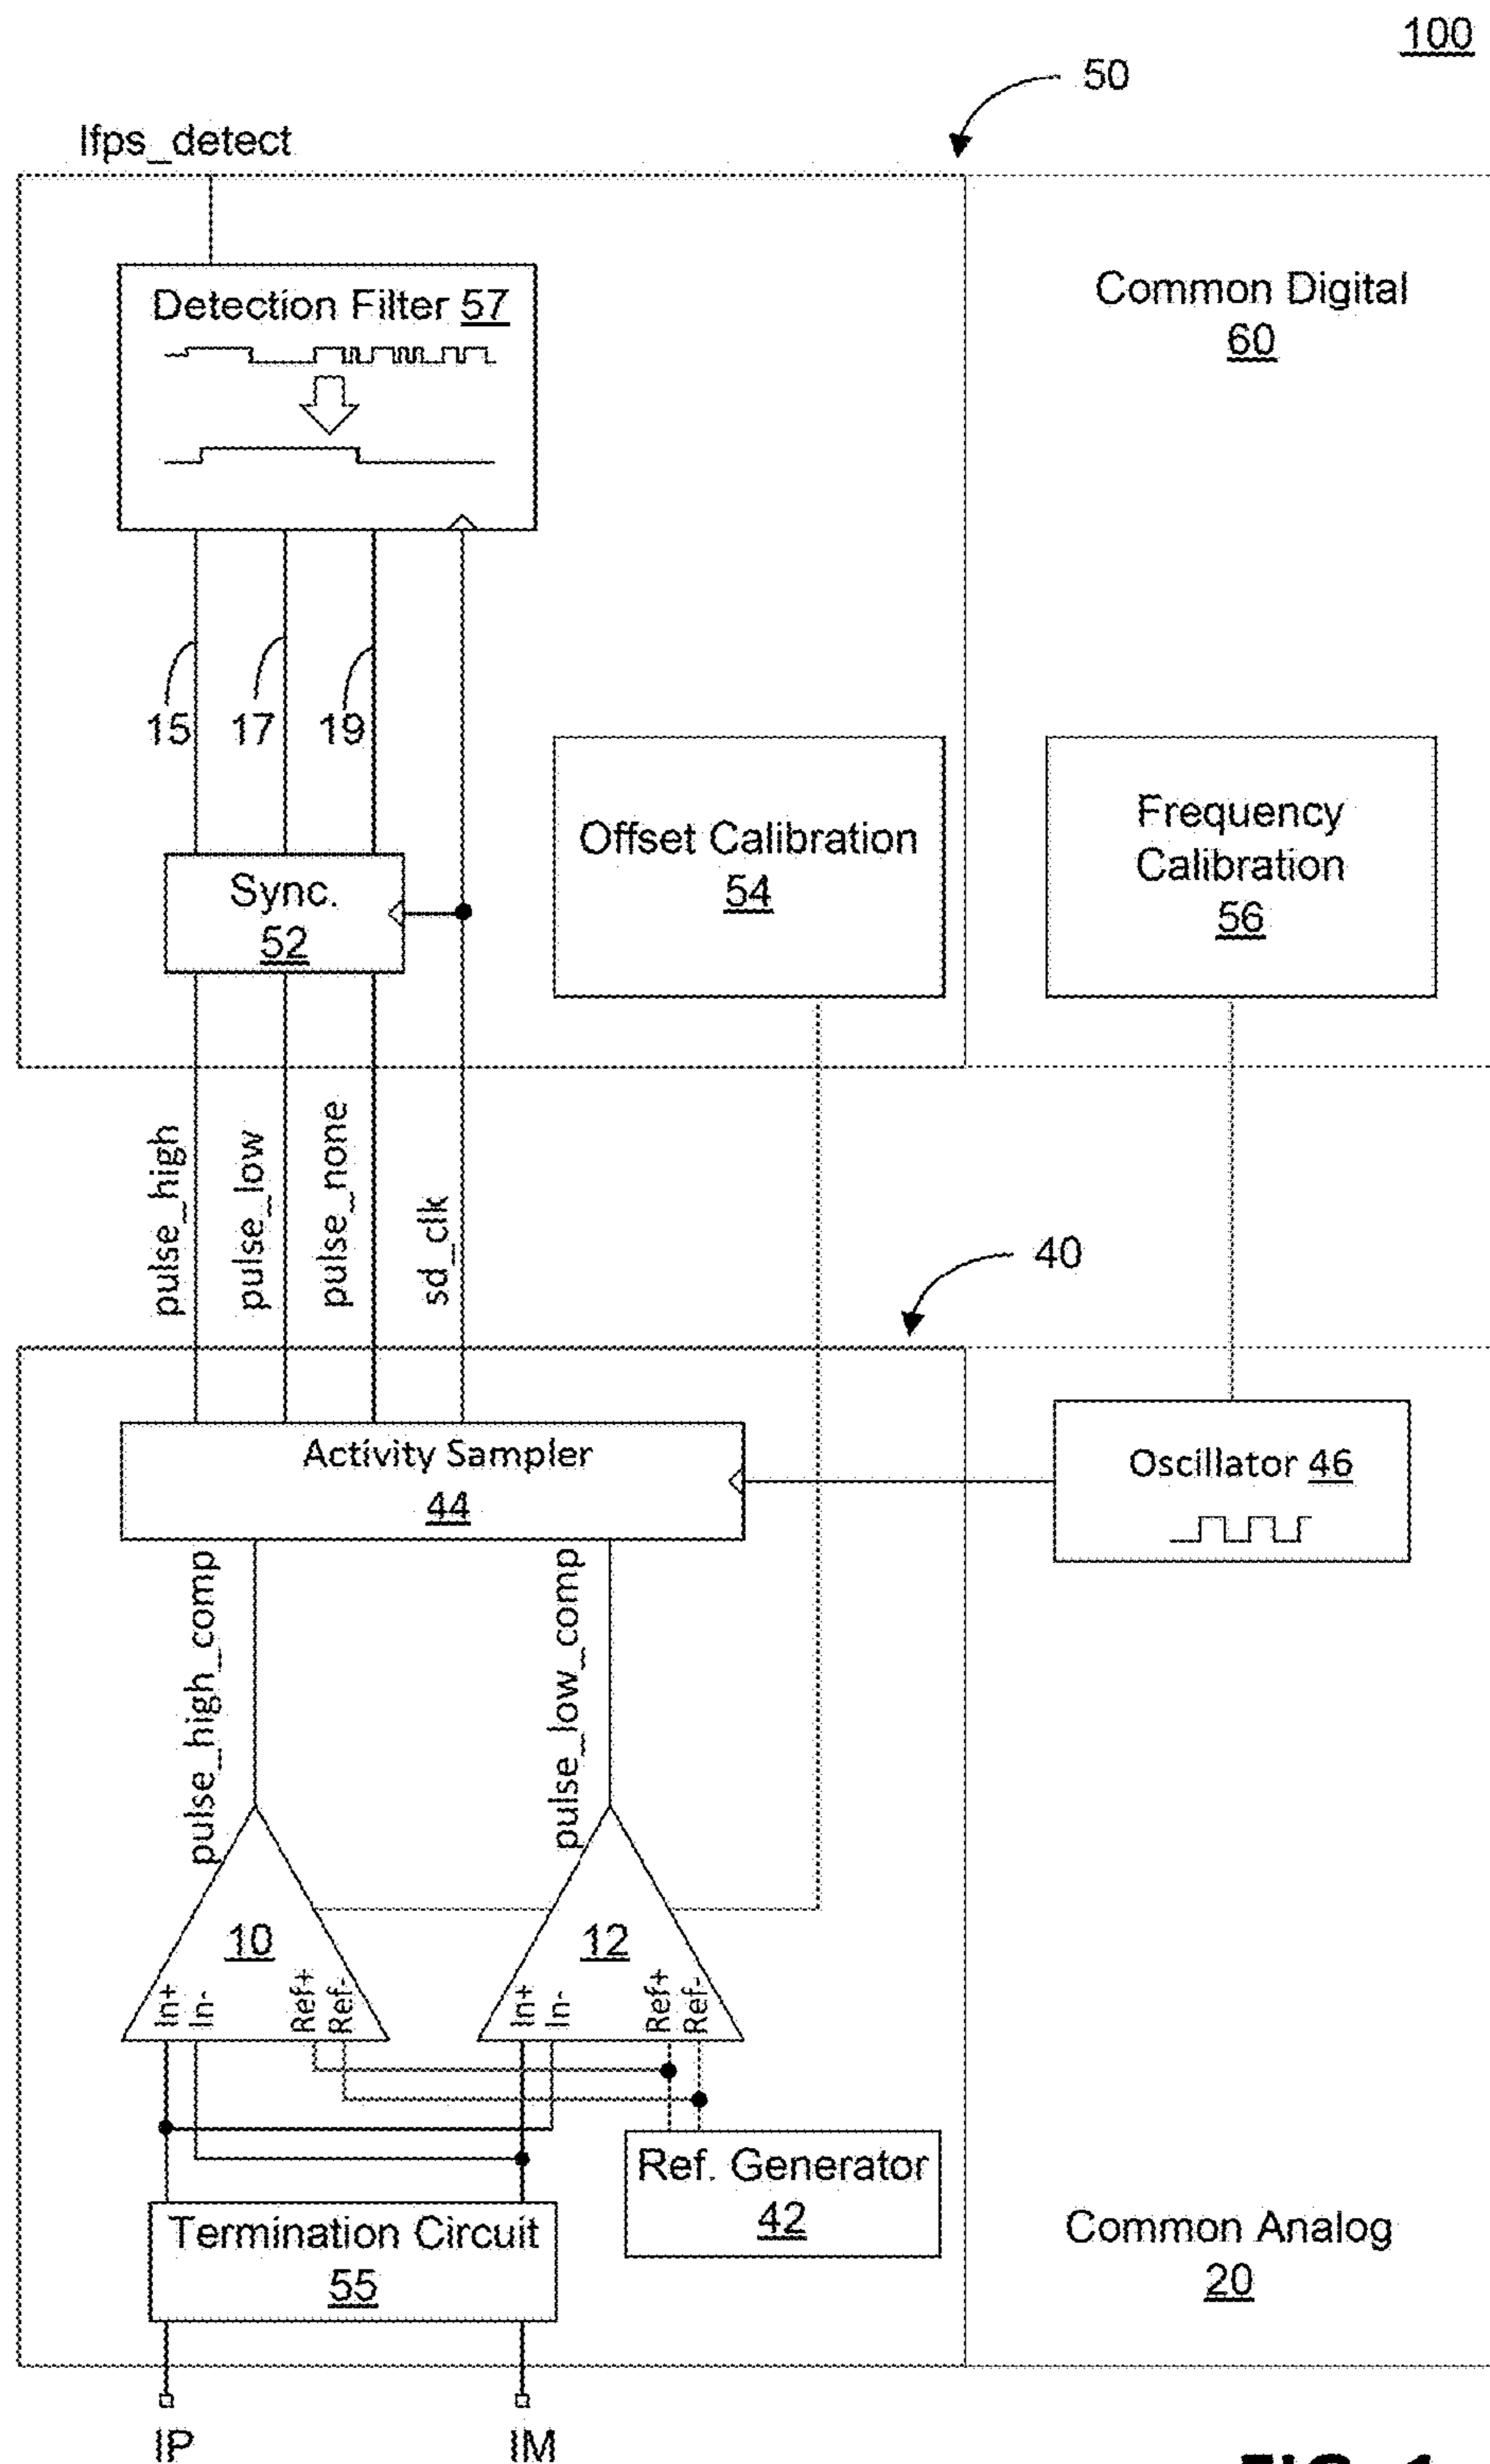 100
50
lfps_detect
Detection Filter 57
Common Digital
60
15
17
19
Sync.
52
Offset Calibration
54
Frequency
Calibration
56
pulse_high
pulse_low
pulse_none
sd_clk
40
Activity Sampler
44
Oscillator 46
pulse_high_comp
pulse_low_comp
10
12
In+
In-
Ref+
Ref-
In+
In-
Ref+
Ref-
Ref. Generator
42
Termination Circuit
55
Common Analog
20
IP
IM
FIG. 1